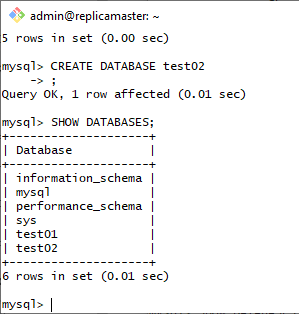 admin@replicamaster: ~
5 rows in set (0.00 sec)
mysql> CREATE DATABASE test02
    -> ;
Query OK, 1 row affected (0.01 sec)
mysql> SHOW DATABASES;
+--------------------+
| Database           |
+--------------------+
| information_schema |
| mysql              |
| performance_schema |
| sys                |
| test01             |
| test02             |
+--------------------+
6 rows in set (0.01 sec)
mysql>